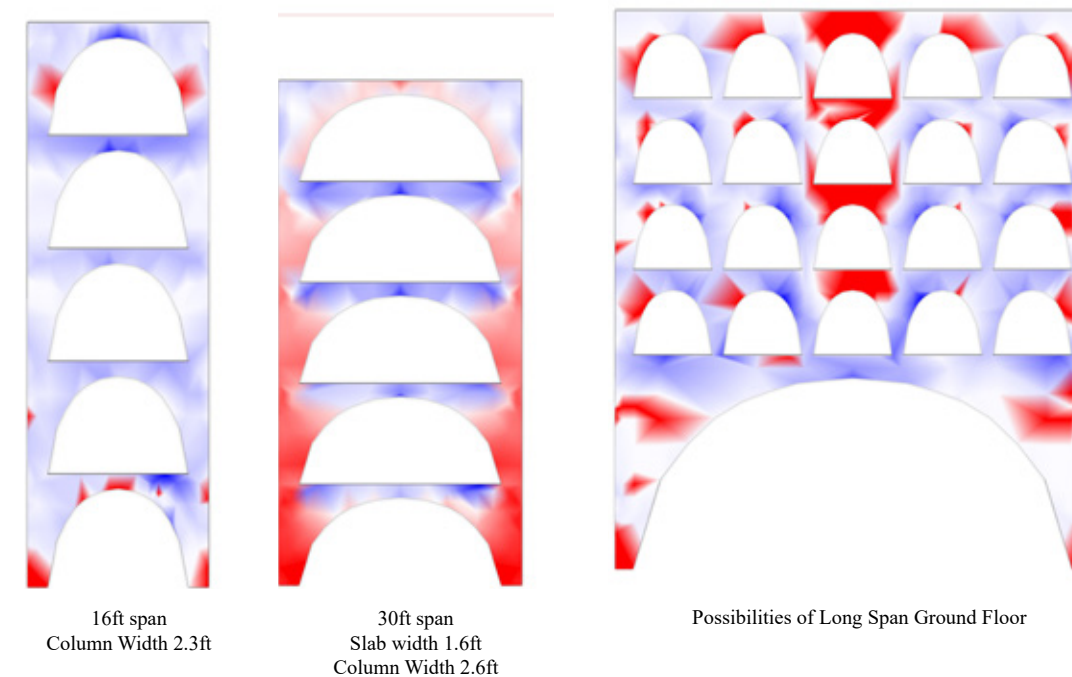 16ft span
Column Width 2.3ft
30ft span
Slab width 1.6ft
Column Width 2.6ft
Possibilities of Long Span Ground Floor